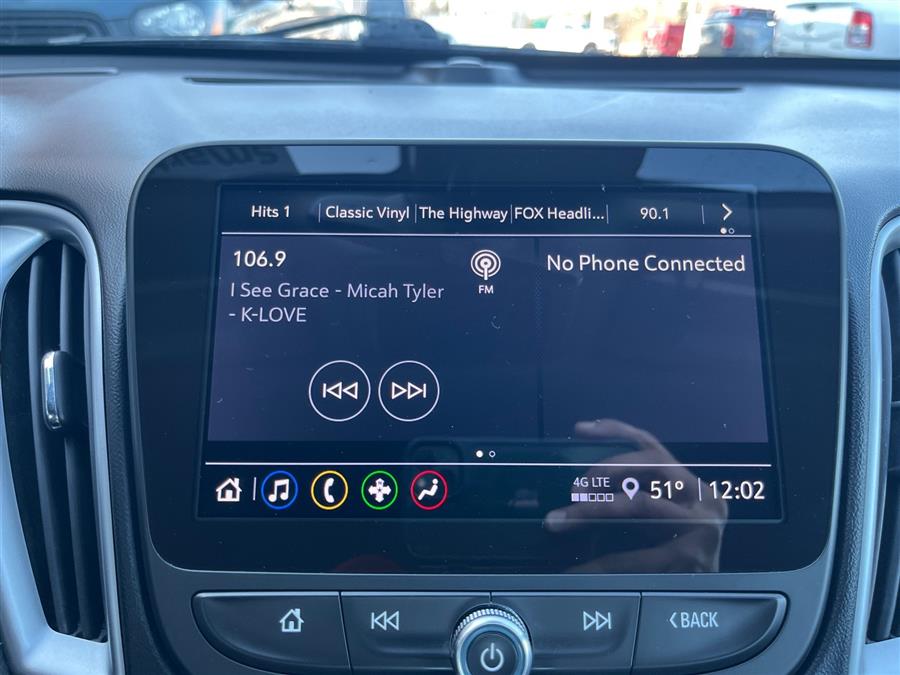 Hits 1 Classic Vinyl The Highway FOX Headli... 90.1
106.9
FM
No Phone Connected
I See Grace - Micah Tyler
- K-LOVE
4G LTE
51° 12:02
BACK